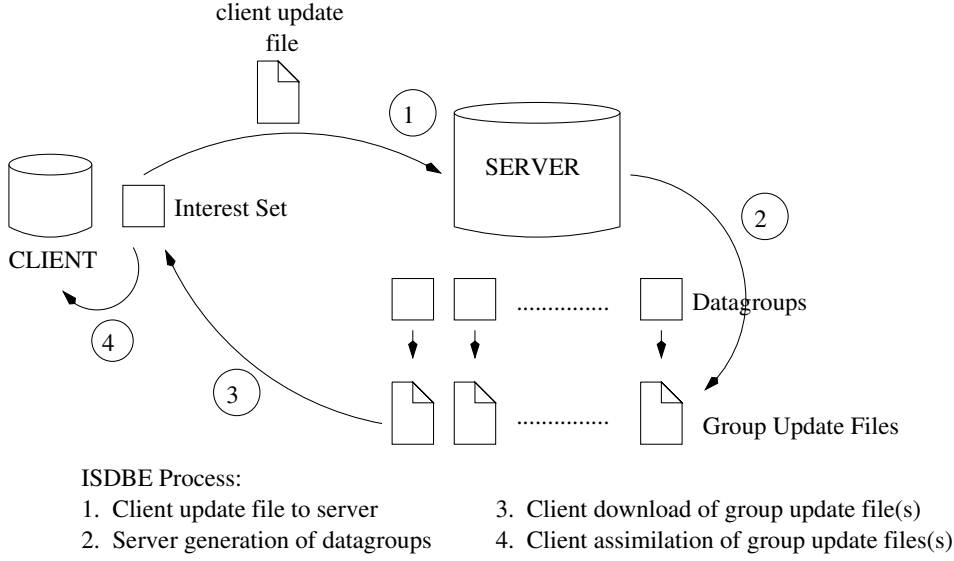 client update
file
1
SERVER
2
Interest Set
CLIENT
Datagroups
4
3
Group Update Files
ISDBE Process:
1. Client update file to server
2. Server generation of datagroups
3. Client download of group update file(s)
4. Client assimilation of group update files(s)